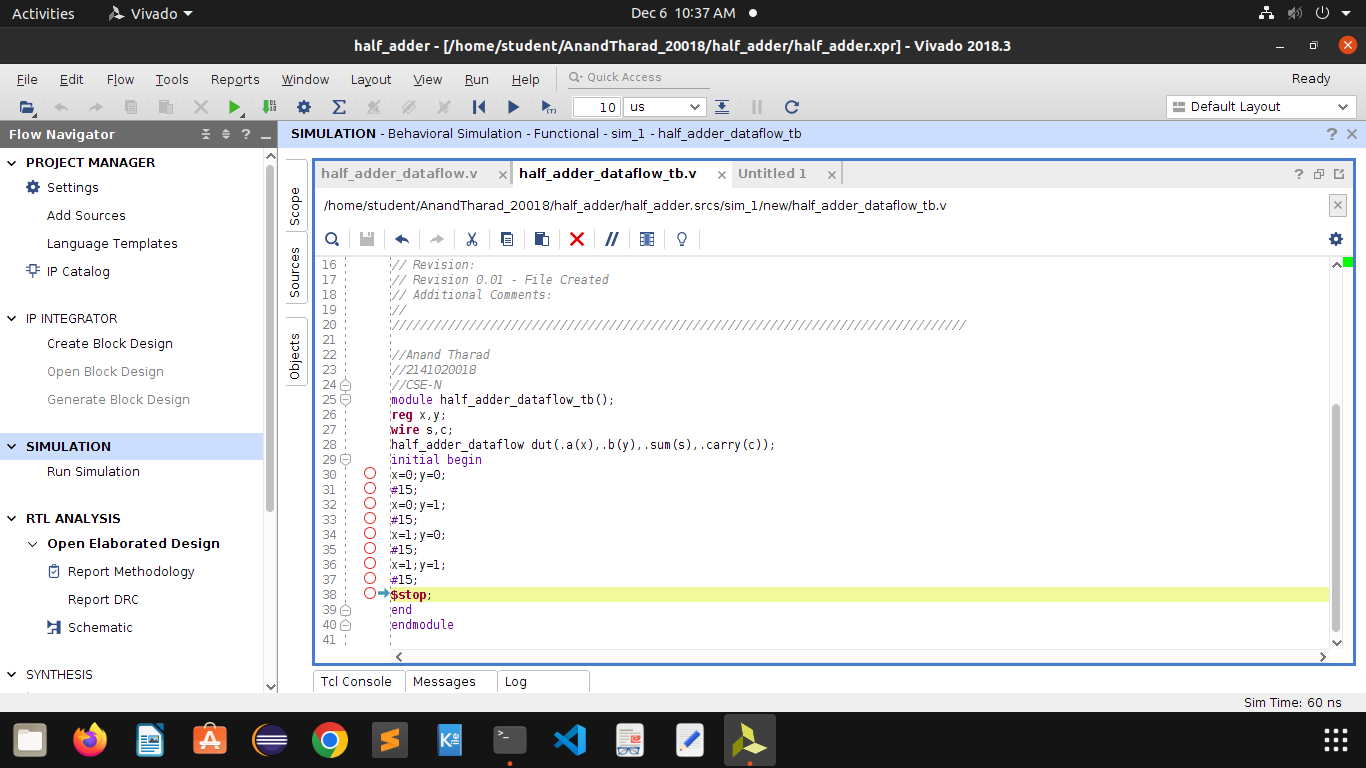 Activities Vivado Dec 6 10:37 AM
half_adder - [/home/student/AnandTharad_20018/half_adder/half_adder.xpr] - Vivado 2018.3
File Edit Flow Tools Reports Window Layout View Run Help Quick Access Ready
10 us Default Layout
Flow Navigator
SIMULATION - Behavioral Simulation - Functional - sim_1 - half_adder_dataflow_tb
PROJECT MANAGER
Settings
Add Sources
Language Templates
IP Catalog
IP INTEGRATOR
Create Block Design
Open Block Design
Generate Block Design
SIMULATION
Run Simulation
RTL ANALYSIS
Open Elaborated Design
Report Methodology
Report DRC
Schematic
SYNTHESIS
Scope
Sources
Objects
half_adder_dataflow.v half_adder_dataflow_tb.v Untitled 1
/home/student/AnandTharad_20018/half_adder/half_adder.srcs/sim_1/new/half_adder_dataflow_tb.v
16 // Revision:
17 // Revision 0.01 - File Created
18 // Additional Comments:
19 //
20 //////////////////////////////////////////////////////////////////////////////////
21
22 //Anand Tharad
23 //2141020018
24 //CSE-N
25 module half_adder_dataflow_tb();
26 reg x,y;
27 wire s,c;
28 half_adder_dataflow dut(.a(x),.b(y),.sum(s),.carry(c));
29 initial begin
30 x=0;y=0;
31 #15;
32 x=0;y=1;
33 #15;
34 x=1;y=0;
35 #15;
36 x=1;y=1;
37 #15;
38 $stop;
39 end
40 endmodule
41
Tcl Console Messages Log
Sim Time: 60 ns